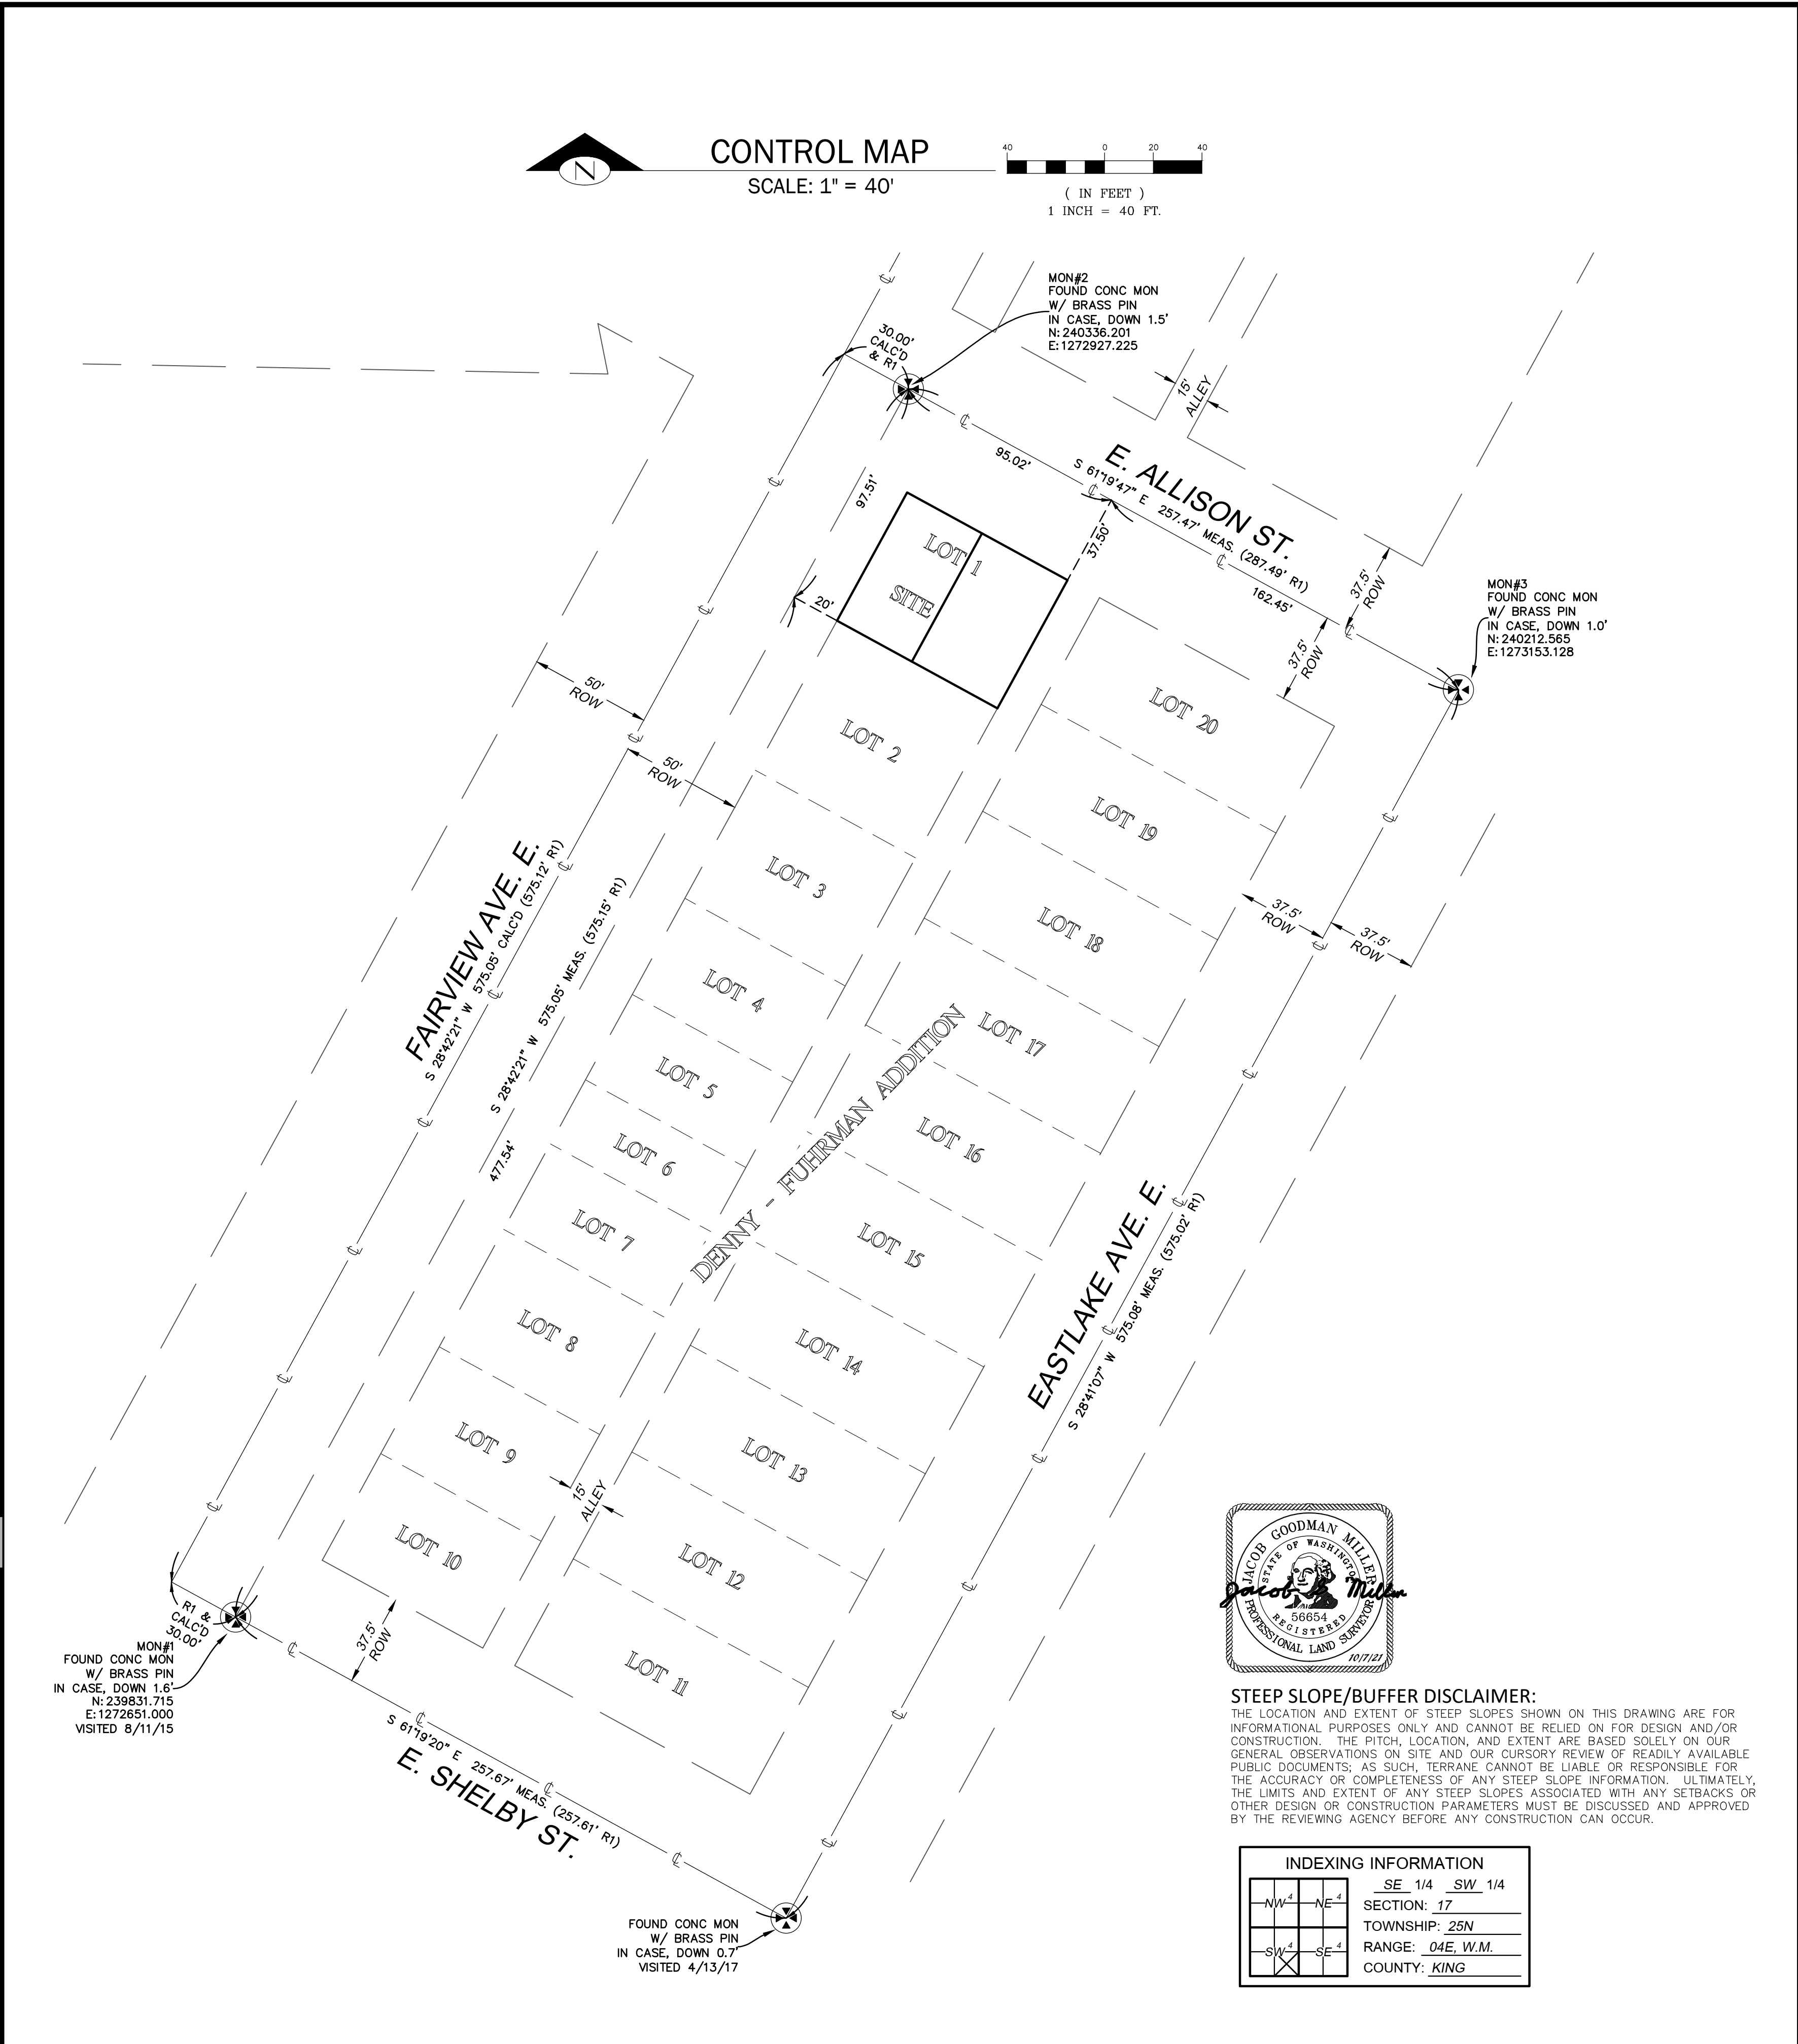 N
CONTROL MAP
SCALE: 1" = 40'
40 0 20 40
( IN FEET )
1 INCH = 40 FT.
MON#2
FOUND CONC MON
W/ BRASS PIN
IN CASE, DOWN 1.5'
N:240336.201
E:1272927.225
30.00'
CALC'D
& R1
15'
ALLEY
E. ALLISON ST.
95.02'
S 61°19'47" E 257.47' MEAS. (287.49' R1)
162.45'
97.51'
37.50'
37.5'
ROW
37.5'
ROW
MON#3
FOUND CONC MON
W/ BRASS PIN
IN CASE, DOWN 1.0'
N:240212.565
E:1273153.128
LOT 1
SITE
20'
50'
ROW
50'
ROW
LOT 2
LOT 20
LOT 3
LOT 19
LOT 4
LOT 18
37.5'
ROW
37.5'
ROW
FAIRVIEW AVE. E.
S 28°42'21" W 575.05' CALC'D (575.12' R1)
S 28°42'21" W 575.05' MEAS. (575.15' R1)
477.54'
LOT 5
LOT 17
DENNY - FUHRMAN ADDITION
LOT 6
LOT 16
LOT 7
LOT 15
LOT 8
LOT 14
EASTLAKE AVE. E.
S 28°41'07" W 575.08' MEAS. (575.02' R1)
LOT 9
LOT 13
15'
ALLEY
LOT 10
LOT 12
LOT 11
37.5'
ROW
R1 &
CALC'D
30.00'
MON#1
FOUND CONC MON
W/ BRASS PIN
IN CASE, DOWN 1.6'
N:239831.715
E:1272651.000
VISITED 8/11/15
S 61°19'20" E 257.67' MEAS. (257.61' R1)
E. SHELBY ST.
FOUND CONC MON
W/ BRASS PIN
IN CASE, DOWN 0.7'
VISITED 4/13/17
JACOB GOODMAN MILLER
STATE OF WASHINGTON
Jacob G Miller
56654
REGISTERED
PROFESSIONAL LAND SURVEYOR
10/7/21
STEEP SLOPE/BUFFER DISCLAIMER:
THE LOCATION AND EXTENT OF STEEP SLOPES SHOWN ON THIS DRAWING ARE FOR
INFORMATIONAL PURPOSES ONLY AND CANNOT BE RELIED ON FOR DESIGN AND/OR
CONSTRUCTION. THE PITCH, LOCATION, AND EXTENT ARE BASED SOLELY ON OUR
GENERAL OBSERVATIONS ON SITE AND OUR CURSORY REVIEW OF READILY AVAILABLE
PUBLIC DOCUMENTS; AS SUCH, TERRANE CANNOT BE LIABLE OR RESPONSIBLE FOR
THE ACCURACY OR COMPLETENESS OF ANY STEEP SLOPE INFORMATION. ULTIMATELY,
THE LIMITS AND EXTENT OF ANY STEEP SLOPES ASSOCIATED WITH ANY SETBACKS OR
OTHER DESIGN OR CONSTRUCTION PARAMETERS MUST BE DISCUSSED AND APPROVED
BY THE REVIEWING AGENCY BEFORE ANY CONSTRUCTION CAN OCCUR.
INDEXING INFORMATION
SE 1/4 SW 1/4
NW 4 NE 4
SECTION: 17
TOWNSHIP: 25N
SW 4 SE 4
RANGE: 04E, W.M.
COUNTY: KING